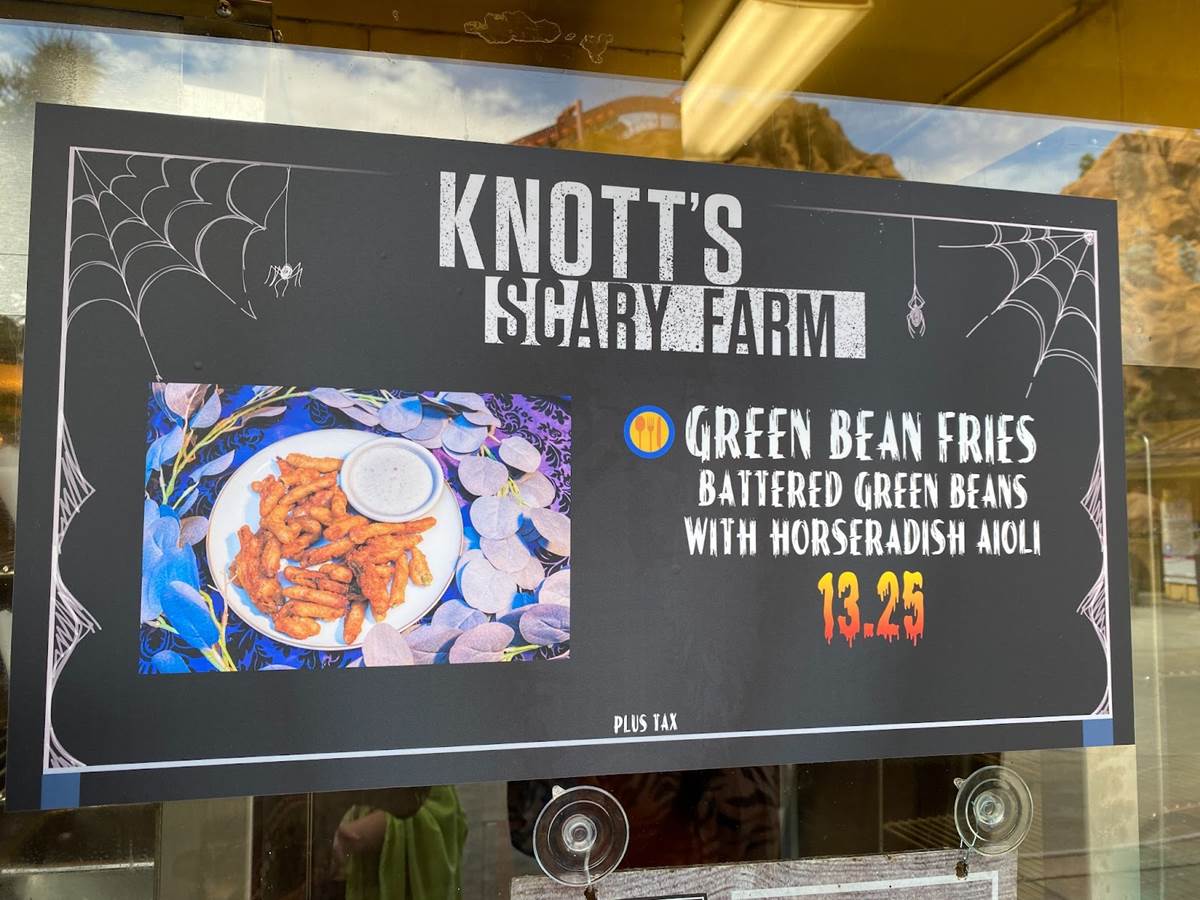 KNOTT'S
SCARY FARM
GREEN BEAN FRIES
BATTERED GREEN BEANS
WITH HORSERADISH AIOLI
13.25
PLUS TAX